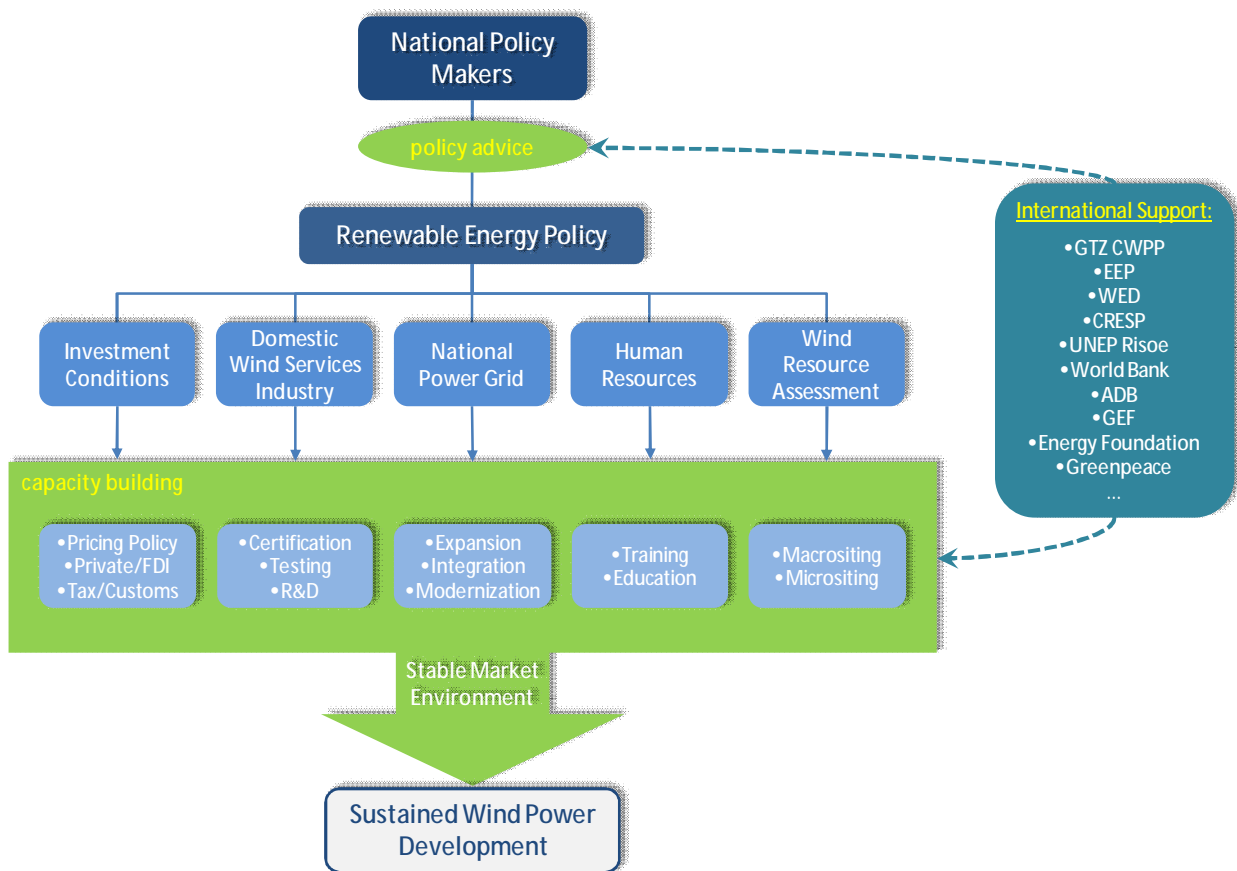 National Policy
Makers
policy advice
Renewable Energy Policy
Investment
Conditions
Domestic
Wind Services
Industry
National
Power Grid
Human
Resources
Wind
Resource
Assessment
International Support:
•GTZ CWPP
•EEP
•WED
•CRESP
•UNEP Risoe
•World Bank
•ADB
•GEF
•Energy Foundation
•Greenpeace
...
capacity building
•Pricing Policy
•Private/FDI
•Tax/Customs
•Certification
•Testing
•R&D
•Expansion
•Integration
•Modernization
•Training
•Education
•Macrositing
•Micrositing
Stable Market
Environment
Sustained Wind Power
Development